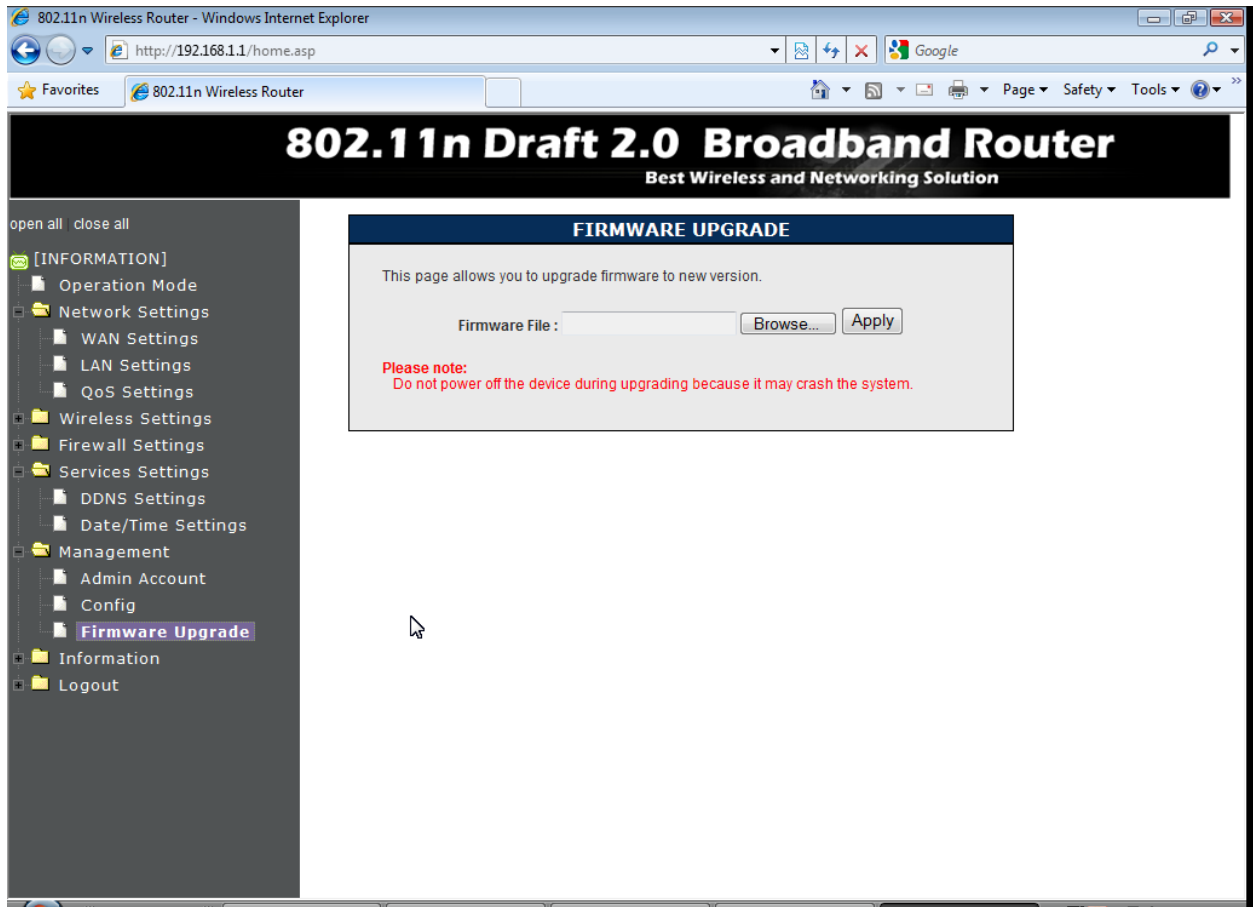 802.11n Wireless Router - Windows Internet Explorer
http://192.168.1.1/home.asp
Google
Favorites
802.11n Wireless Router
Page
Safety
Tools
802.11n Draft 2.0 Broadband Router
Best Wireless and Networking Solution
open all | close all
[INFORMATION]
Operation Mode
Network Settings
WAN Settings
LAN Settings
QoS Settings
Wireless Settings
Firewall Settings
Services Settings
DDNS Settings
Date/Time Settings
Management
Admin Account
Config
Firmware Upgrade
Information
Logout
FIRMWARE UPGRADE
This page allows you to upgrade firmware to new version.
Firmware File :
Browse...
Apply
Please note:
Do not power off the device during upgrading because it may crash the system.